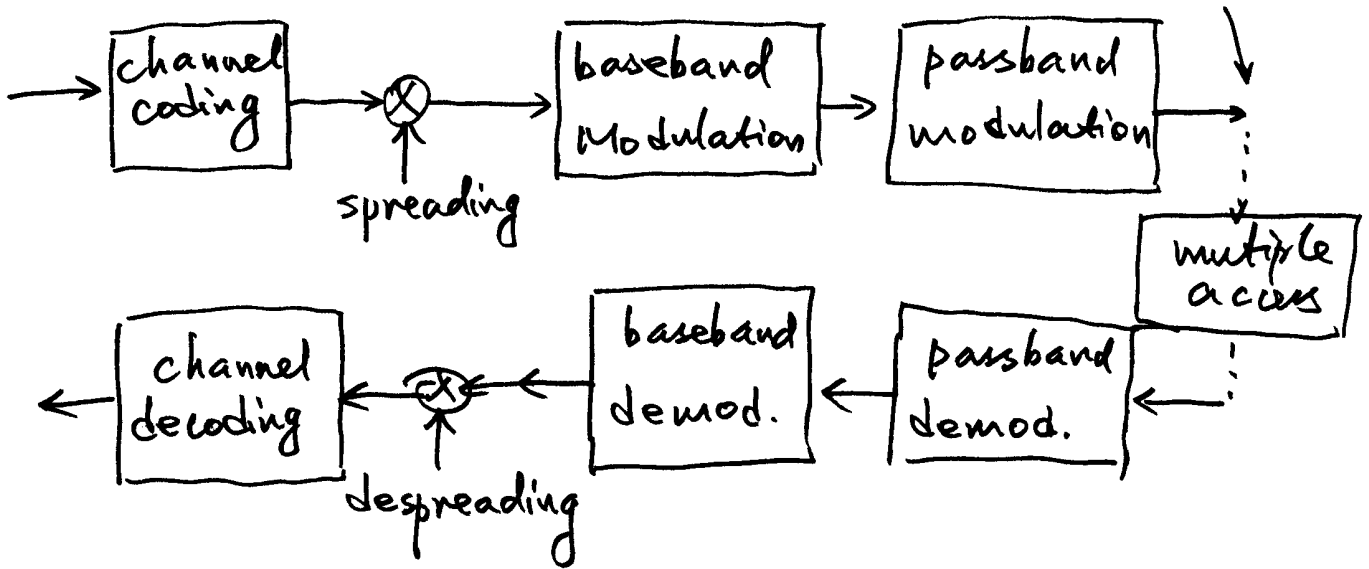 channel
coding
spreading
baseband
Modulation
passband
modulation
multiple
access
passband
demod.
baseband
demod.
despreading
channel
decoding